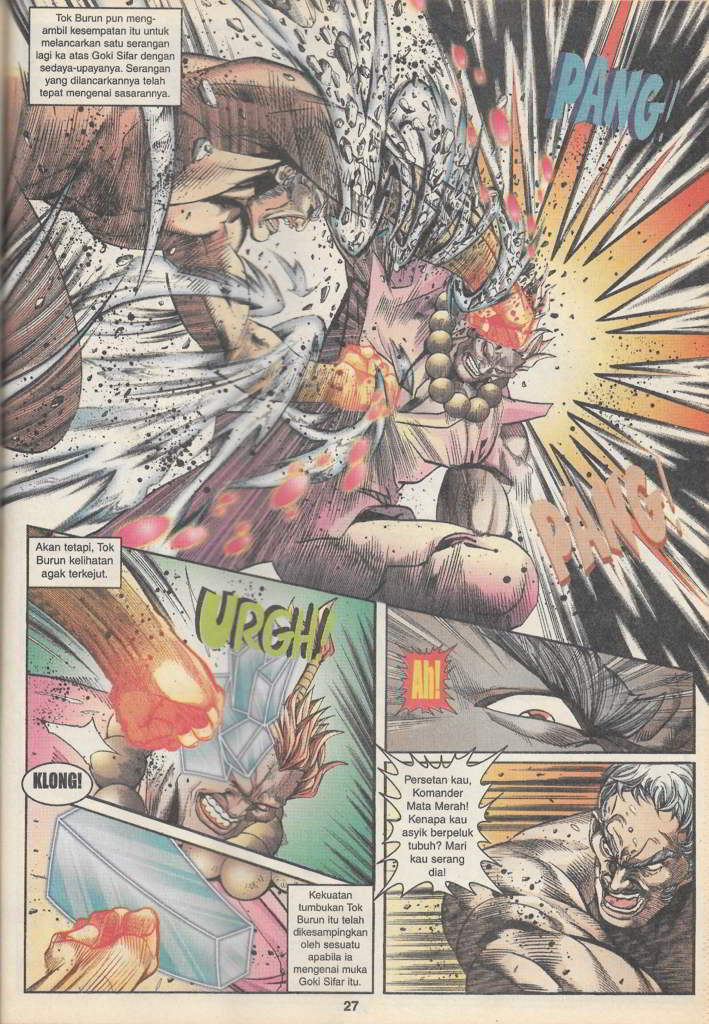 Tok Burun pun meng-
ambil kesempatan itu untuk
melancarkan satu serangan
lagi ka atas Goki Sifar dengan
sedaya-upayanya. Serangan
yang dilancarkannya telah
tepat mengenai sasarannya.
PANG!
PANG!
Akan tetapi, Tok
Burun kelihatan
agak terkejut.
URGH!
KLONG!
Ah!
Kekuatan
tumbukan Tok
Burun itu telah
dikesampingkan
oleh sesuatu
apabila ia
mengenai muka
Goki Sifar itu.
Persetan kau,
Komander
Mata Merah!
Kenapa kau
asyik berpeluk
tubuh? Mari
kau serang
dia!
27